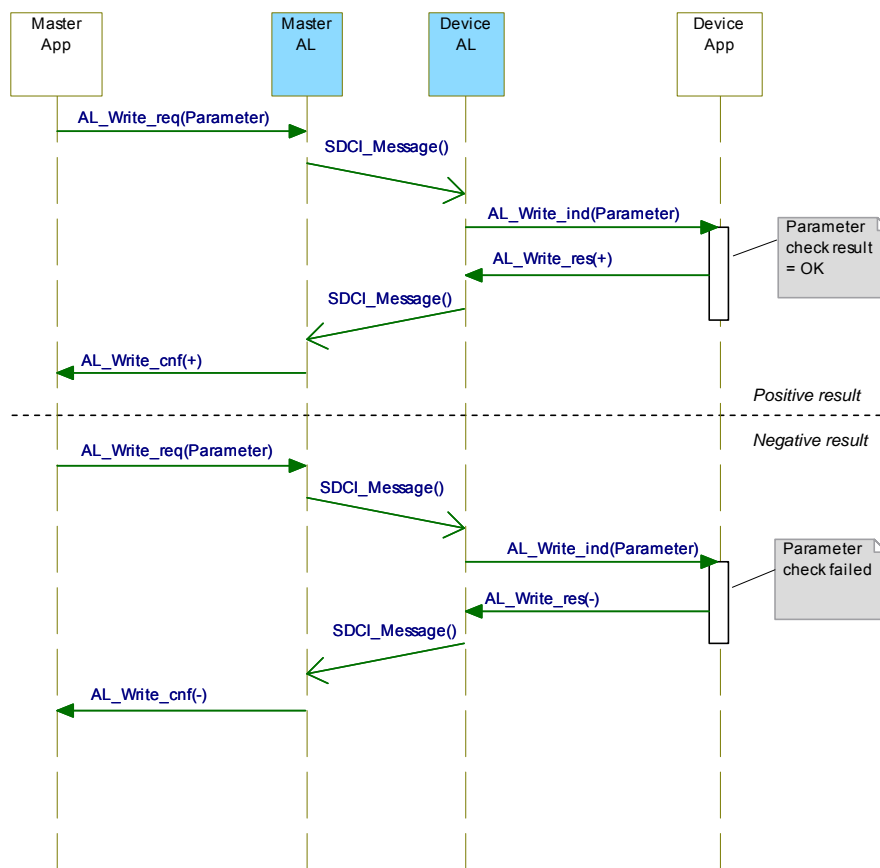 Master
App
Master
AL
Device
AL
Device
App
AL_Write_req(Parameter)
SDCI_Message()
AL_Write_ind(Parameter)
Parameter
check result
= OK
AL_Write_res(+)
SDCI_Message()
AL_Write_cnf(+)
Positive result
Negative result
AL_Write_req(Parameter)
SDCI_Message()
AL_Write_ind(Parameter)
Parameter
check failed
AL_Write_res(-)
SDCI_Message()
AL_Write_cnf(-)